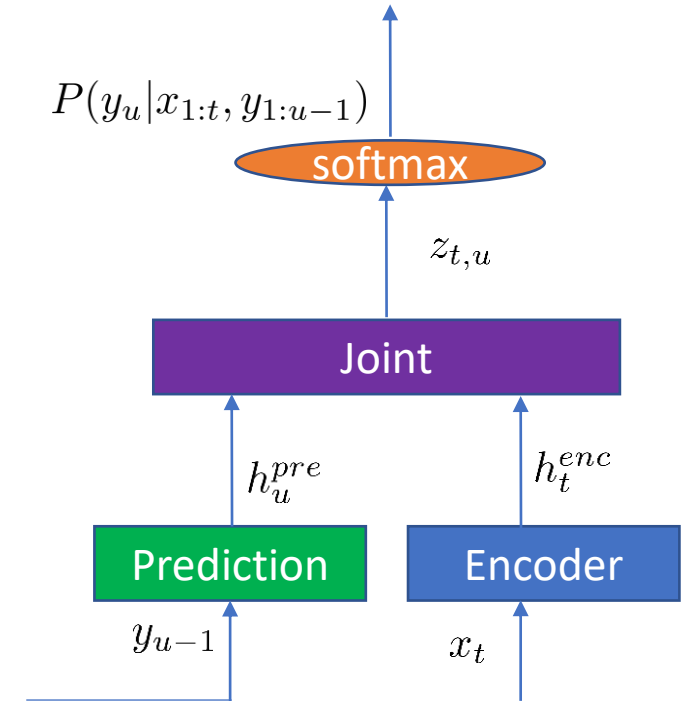 P(y_u|x_{1:t}, y_{1:u-1})
softmax
z_{t,u}
Joint
h_u^{pre}
h_t^{enc}
Prediction
Encoder
y_{u-1}
x_t